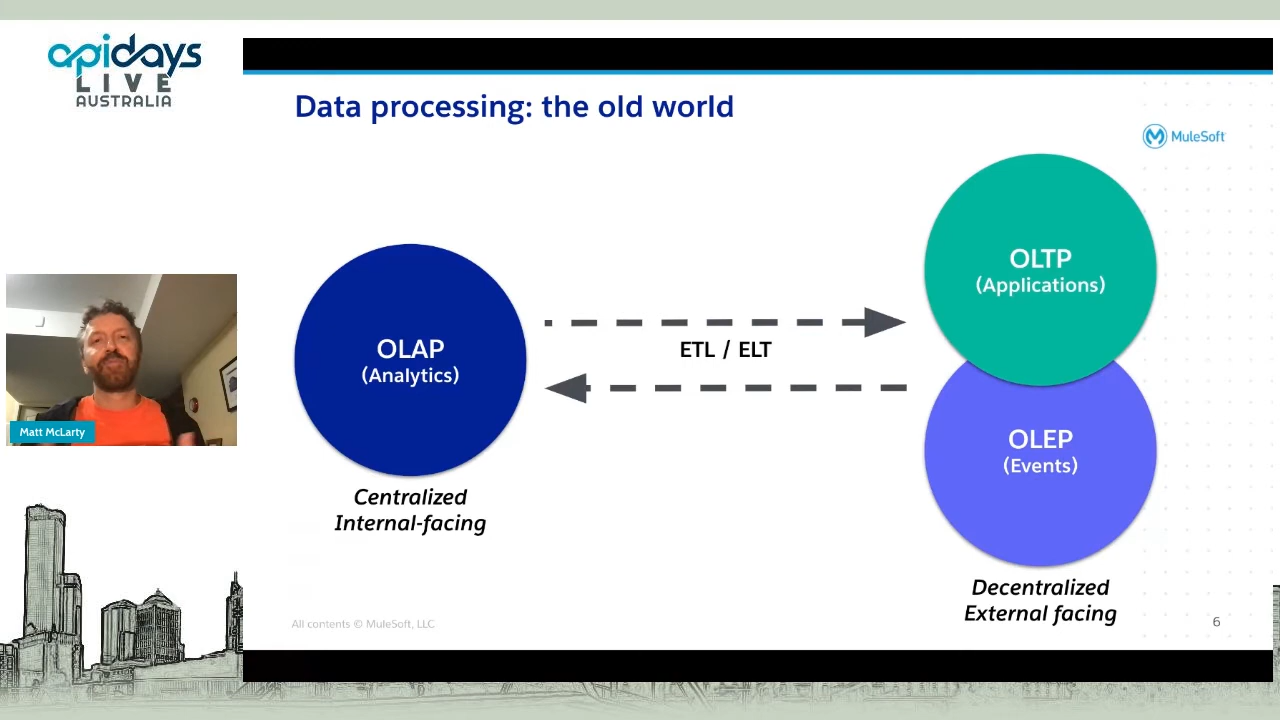 apidays
LIVE
AUSTRALIA
Data processing: the old world
MuleSoft
OLTP
(Applications)
OLAP
(Analytics)
ETL / ELT
OLEP
(Events)
Matt McLarty
Centralized
Internal-facing
Decentralized
External facing
All contents © MuleSoft, LLC
6